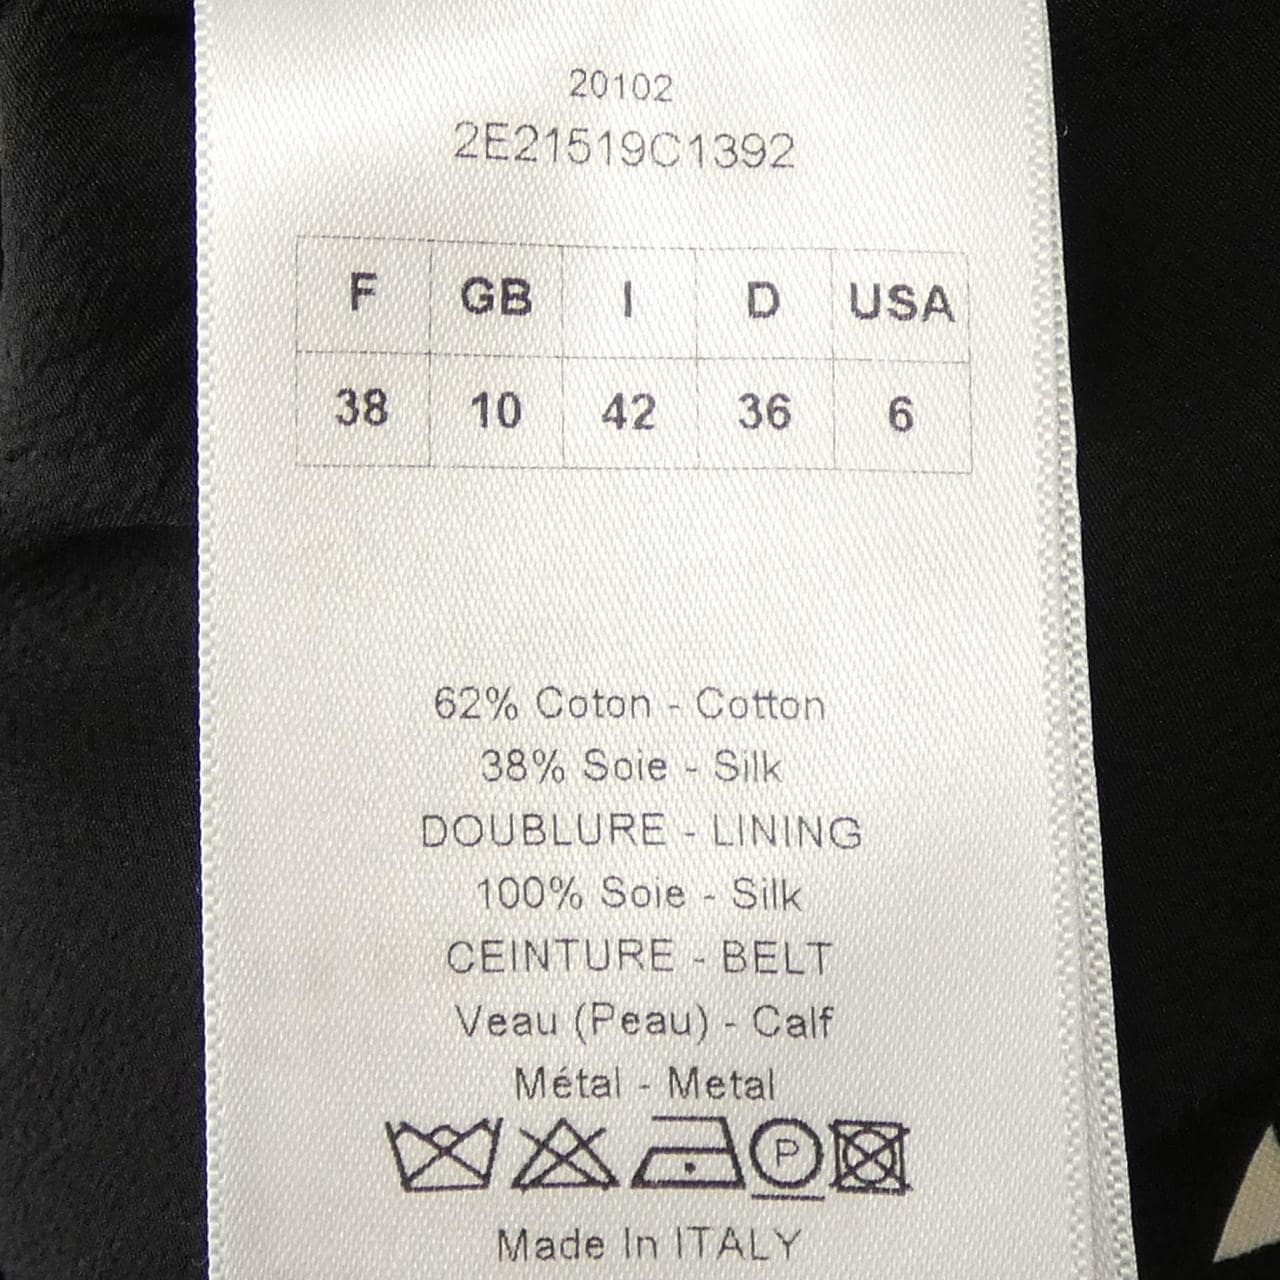 20102
2E21519C1392
F GB I D USA
38 10 42 36 6
62% Coton - Cotton
38% Soie - Silk
DOUBLURE - LINING
100% Soie - Silk
CEINTURE - BELT
Veau (Peau) - Calf
Métal - Metal
P
Made In ITALY